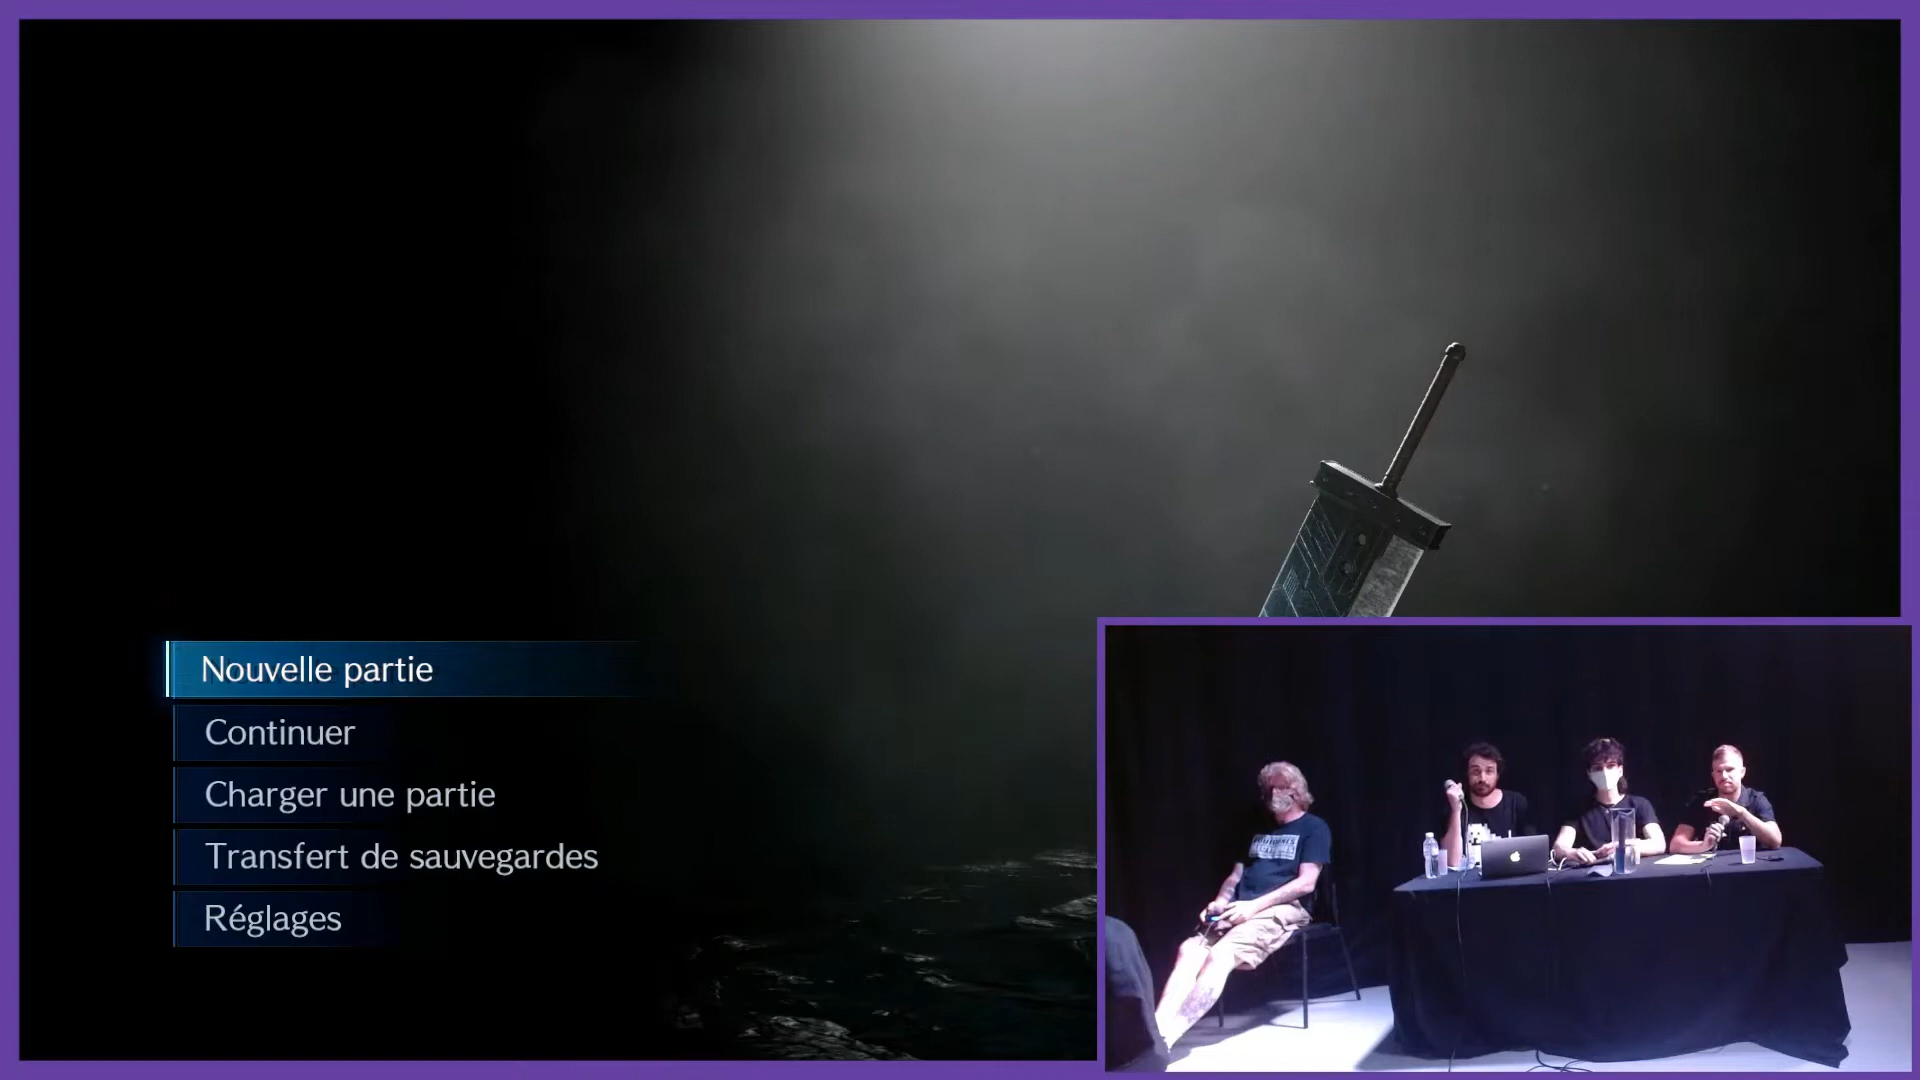 Nouvelle partie
Continuer
Charger une partie
Transfert de sauvegardes
Réglages